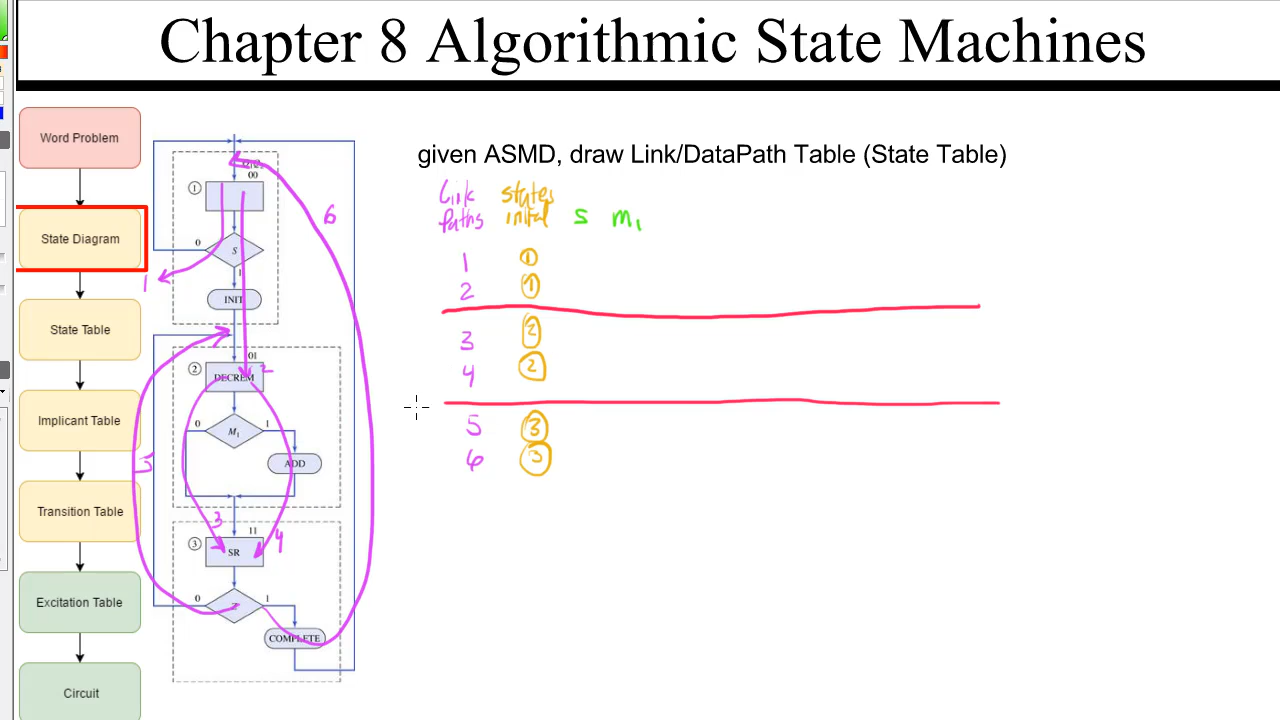 Chapter 8 Algorithmic State Machines
Word Problem
State Diagram
State Table
Implicant Table
Transition Table
Excitation Table
Circuit
00
1
S
0
1
INIT
01
2
DECREM
0
M1
1
ADD
11
3
SR
0
Z
1
COMPLETE
1
2
3
4
5
6
given ASMD, draw Link/DataPath Table (State Table)
Link states
paths inital S m1
1 1
2 1
3 2
4 2
5 3
6 3